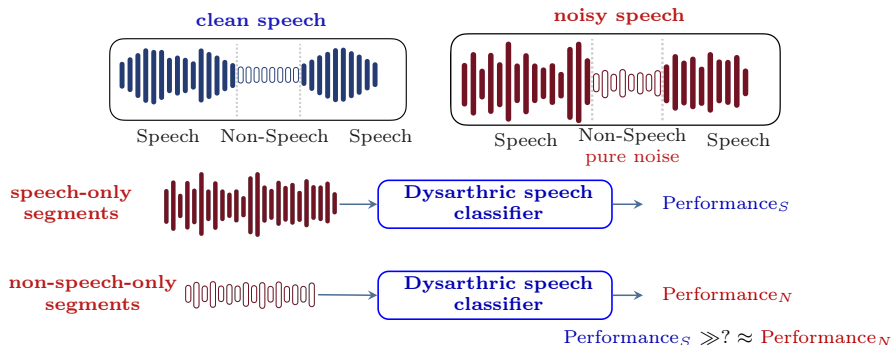 clean speech
noisy speech
Speech Non-Speech Speech
Speech Non-Speech Speech
pure noise
speech-only
segments
Dysarthric speech
classifier
Performance_S
non-speech-only
segments
Dysarthric speech
classifier
Performance_N
Performance_S ≫? ≈ Performance_N